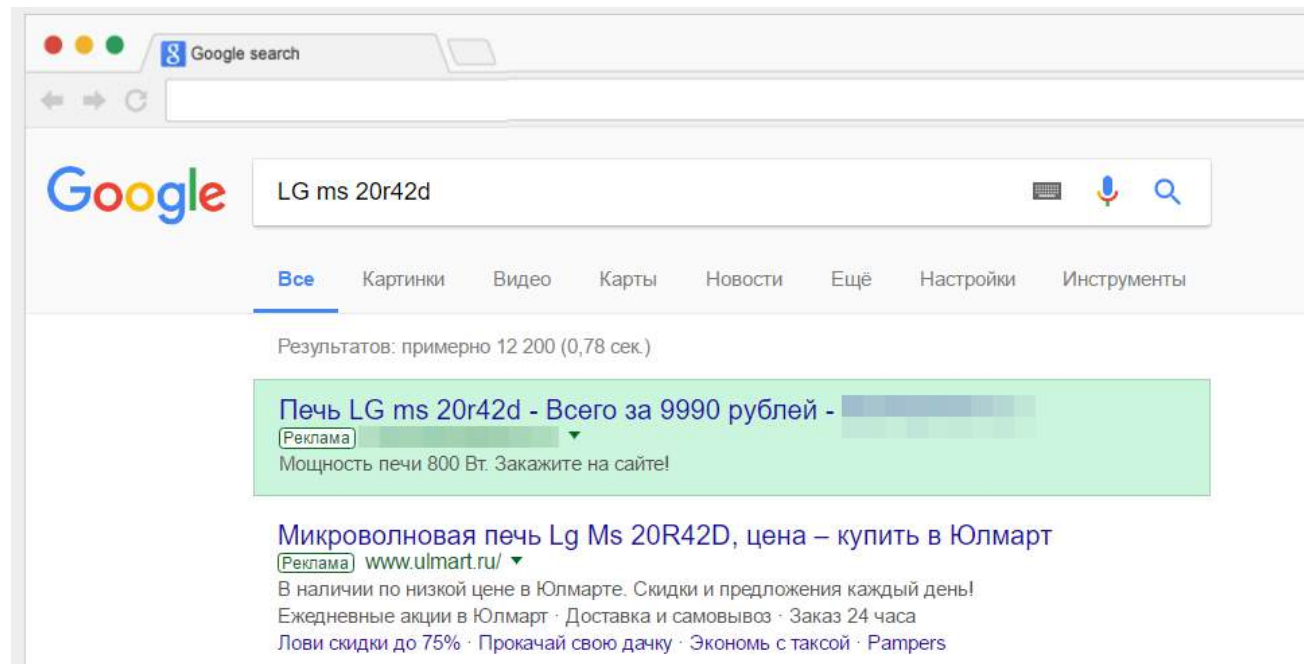 Google search
Google
LG ms 20r42d
Все Картинки Видео Карты Новости Ещё Настройки Инструменты
Результатов: примерно 12 200 (0,78 сек.)
Печь LG ms 20r42d - Всего за 9990 рублей -
Реклама
Мощность печи 800 Вт. Закажите на сайте!
Микроволновая печь Lg Ms 20R42D, цена – купить в Юлмарт
Реклама www.ulmart.ru/
В наличии по низкой цене в Юлмарте. Скидки и предложения каждый день!
Ежедневные акции в Юлмарт · Доставка и самовывоз · Заказ 24 часа
Лови скидки до 75% · Прокачай свою дачку · Экономь с таксой · Pampers